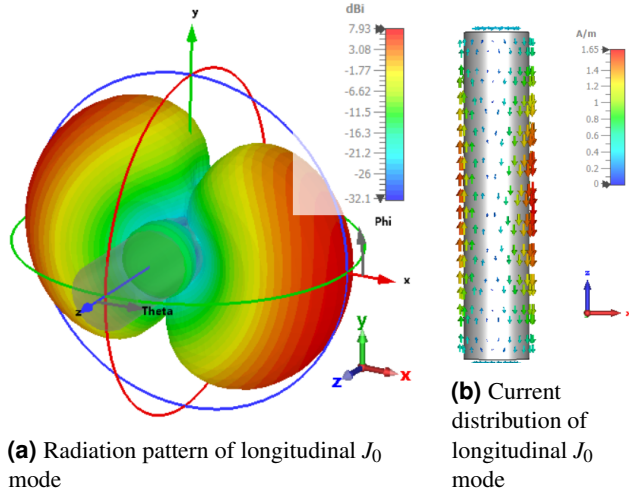 y
dBi
7.93
3.08
-1.77
-6.62
-11.5
-16.3
-21.2
-26
-32.1
Phi
x
z
Theta
y
z
x
A/m
1.65
1.4
1.2
1
0.8
0.6
0.4
0.2
0
z
x
(a) Radiation pattern of longitudinal J₀
mode
(b) Current
distribution of
longitudinal J₀
mode